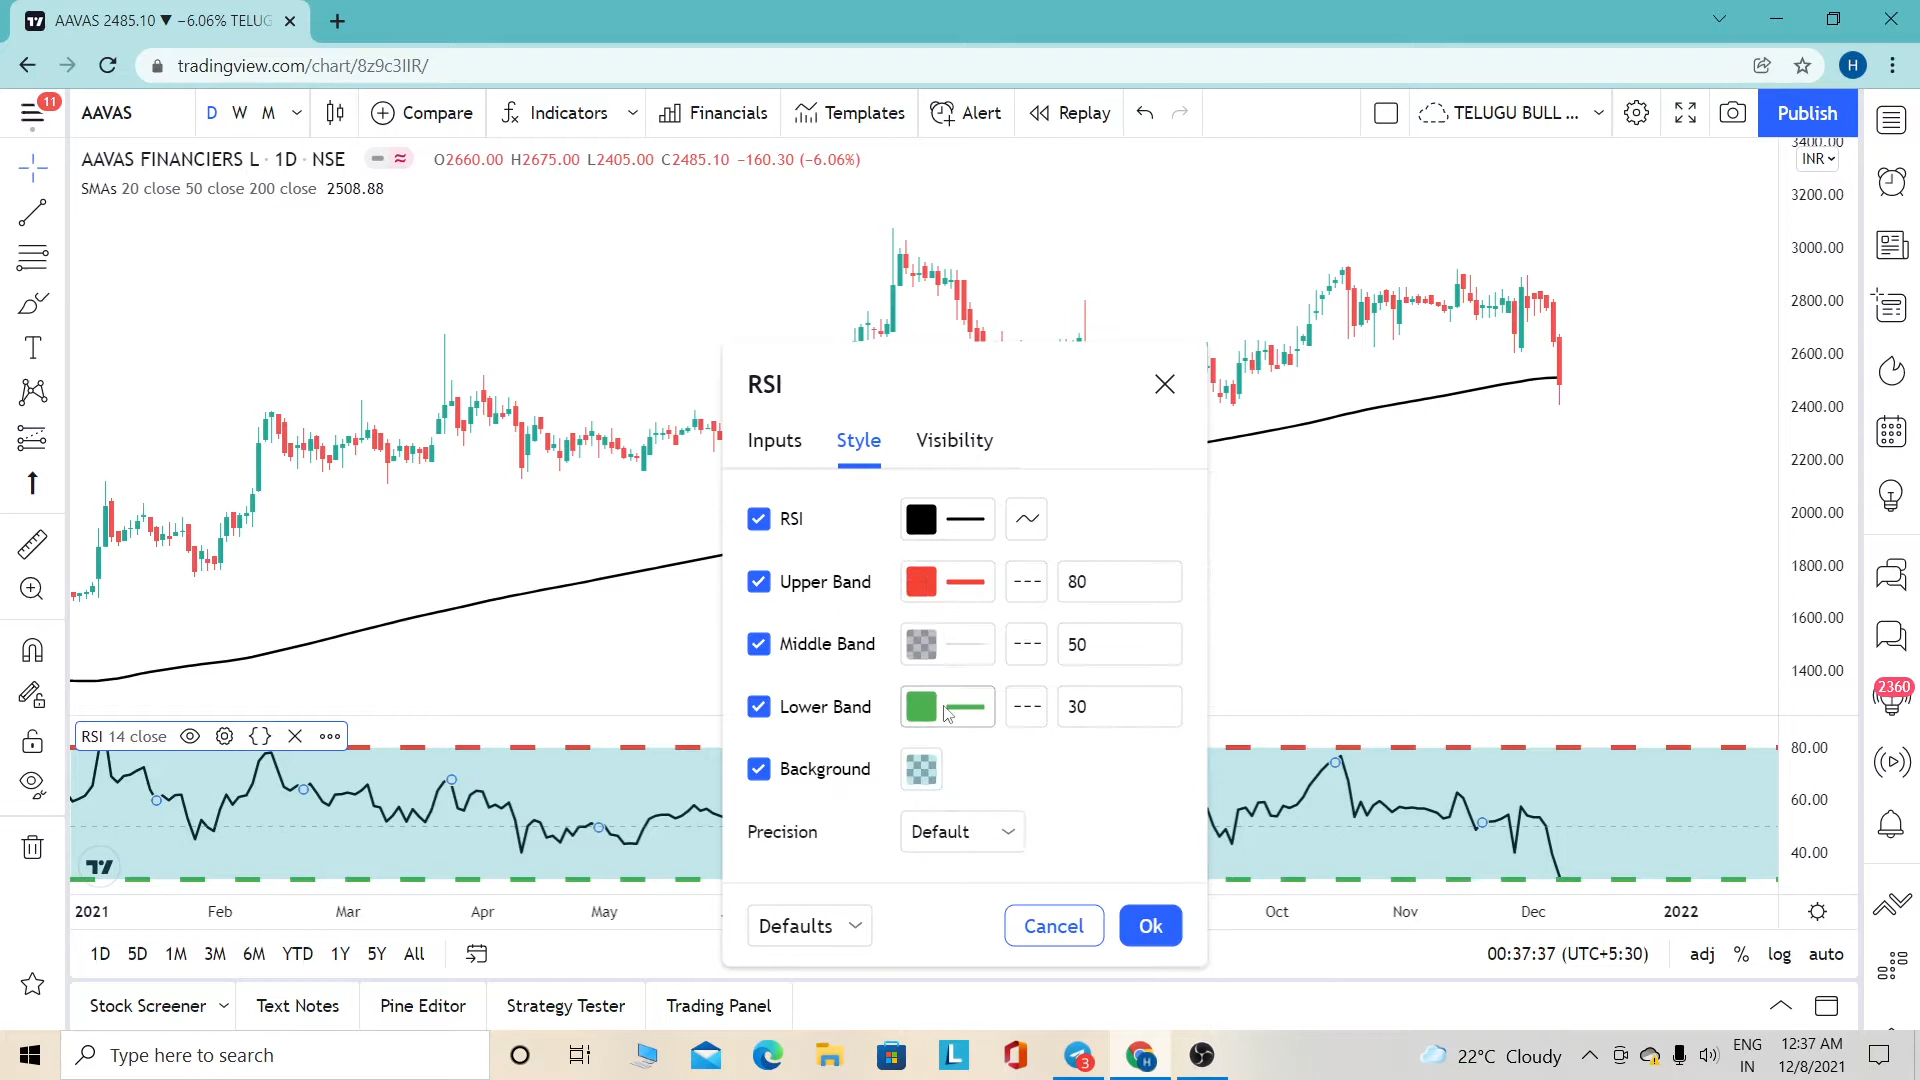 AAVAS 2485.10 ▼ −6.06% TELUG
tradingview.com/chart/8z9c3IIR/
H
11
AAVAS
D W M
Compare
Indicators
Financials
Templates
Alert
Replay
TELUGU BULL ...
Publish
AAVAS FINANCIERS L · 1D · NSE
O2660.00 H2675.00 L2405.00 C2485.10 −160.30 (−6.06%)
SMAs 20 close 50 close 200 close 2508.88
3400.00
INR
3200.00
3000.00
2800.00
2600.00
2400.00
2200.00
2000.00
1800.00
1600.00
1400.00
RSI
Inputs Style Visibility
RSI
Upper Band 80
Middle Band 50
Lower Band 30
Background
Precision Default
Defaults Cancel Ok
RSI 14 close
80.00
60.00
40.00
2360
2021 Feb Mar Apr May Oct Nov Dec 2022
1D 5D 1M 3M 6M YTD 1Y 5Y All
00:37:37 (UTC+5:30) adj % log auto
Stock Screener Text Notes Pine Editor Strategy Tester Trading Panel
Type here to search
L
3
H
22°C Cloudy
ENG
IN
12:37 AM
12/8/2021